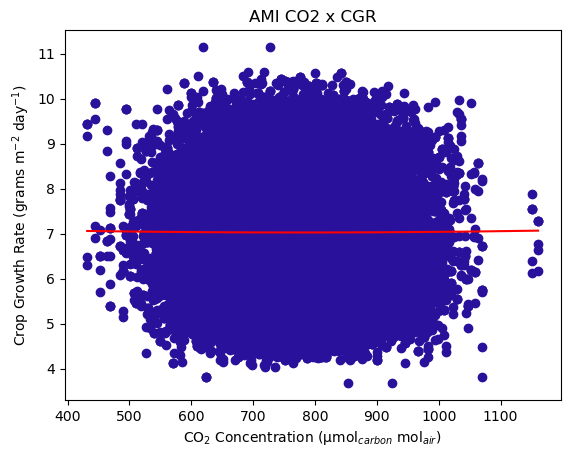 AMI CO2 x CGR
11
10
9
8
7
6
5
4
Crop Growth Rate (grams m⁻² day⁻¹)
400 500 600 700 800 900 1000 1100
CO₂ Concentration (μmol_carbon mol_air)